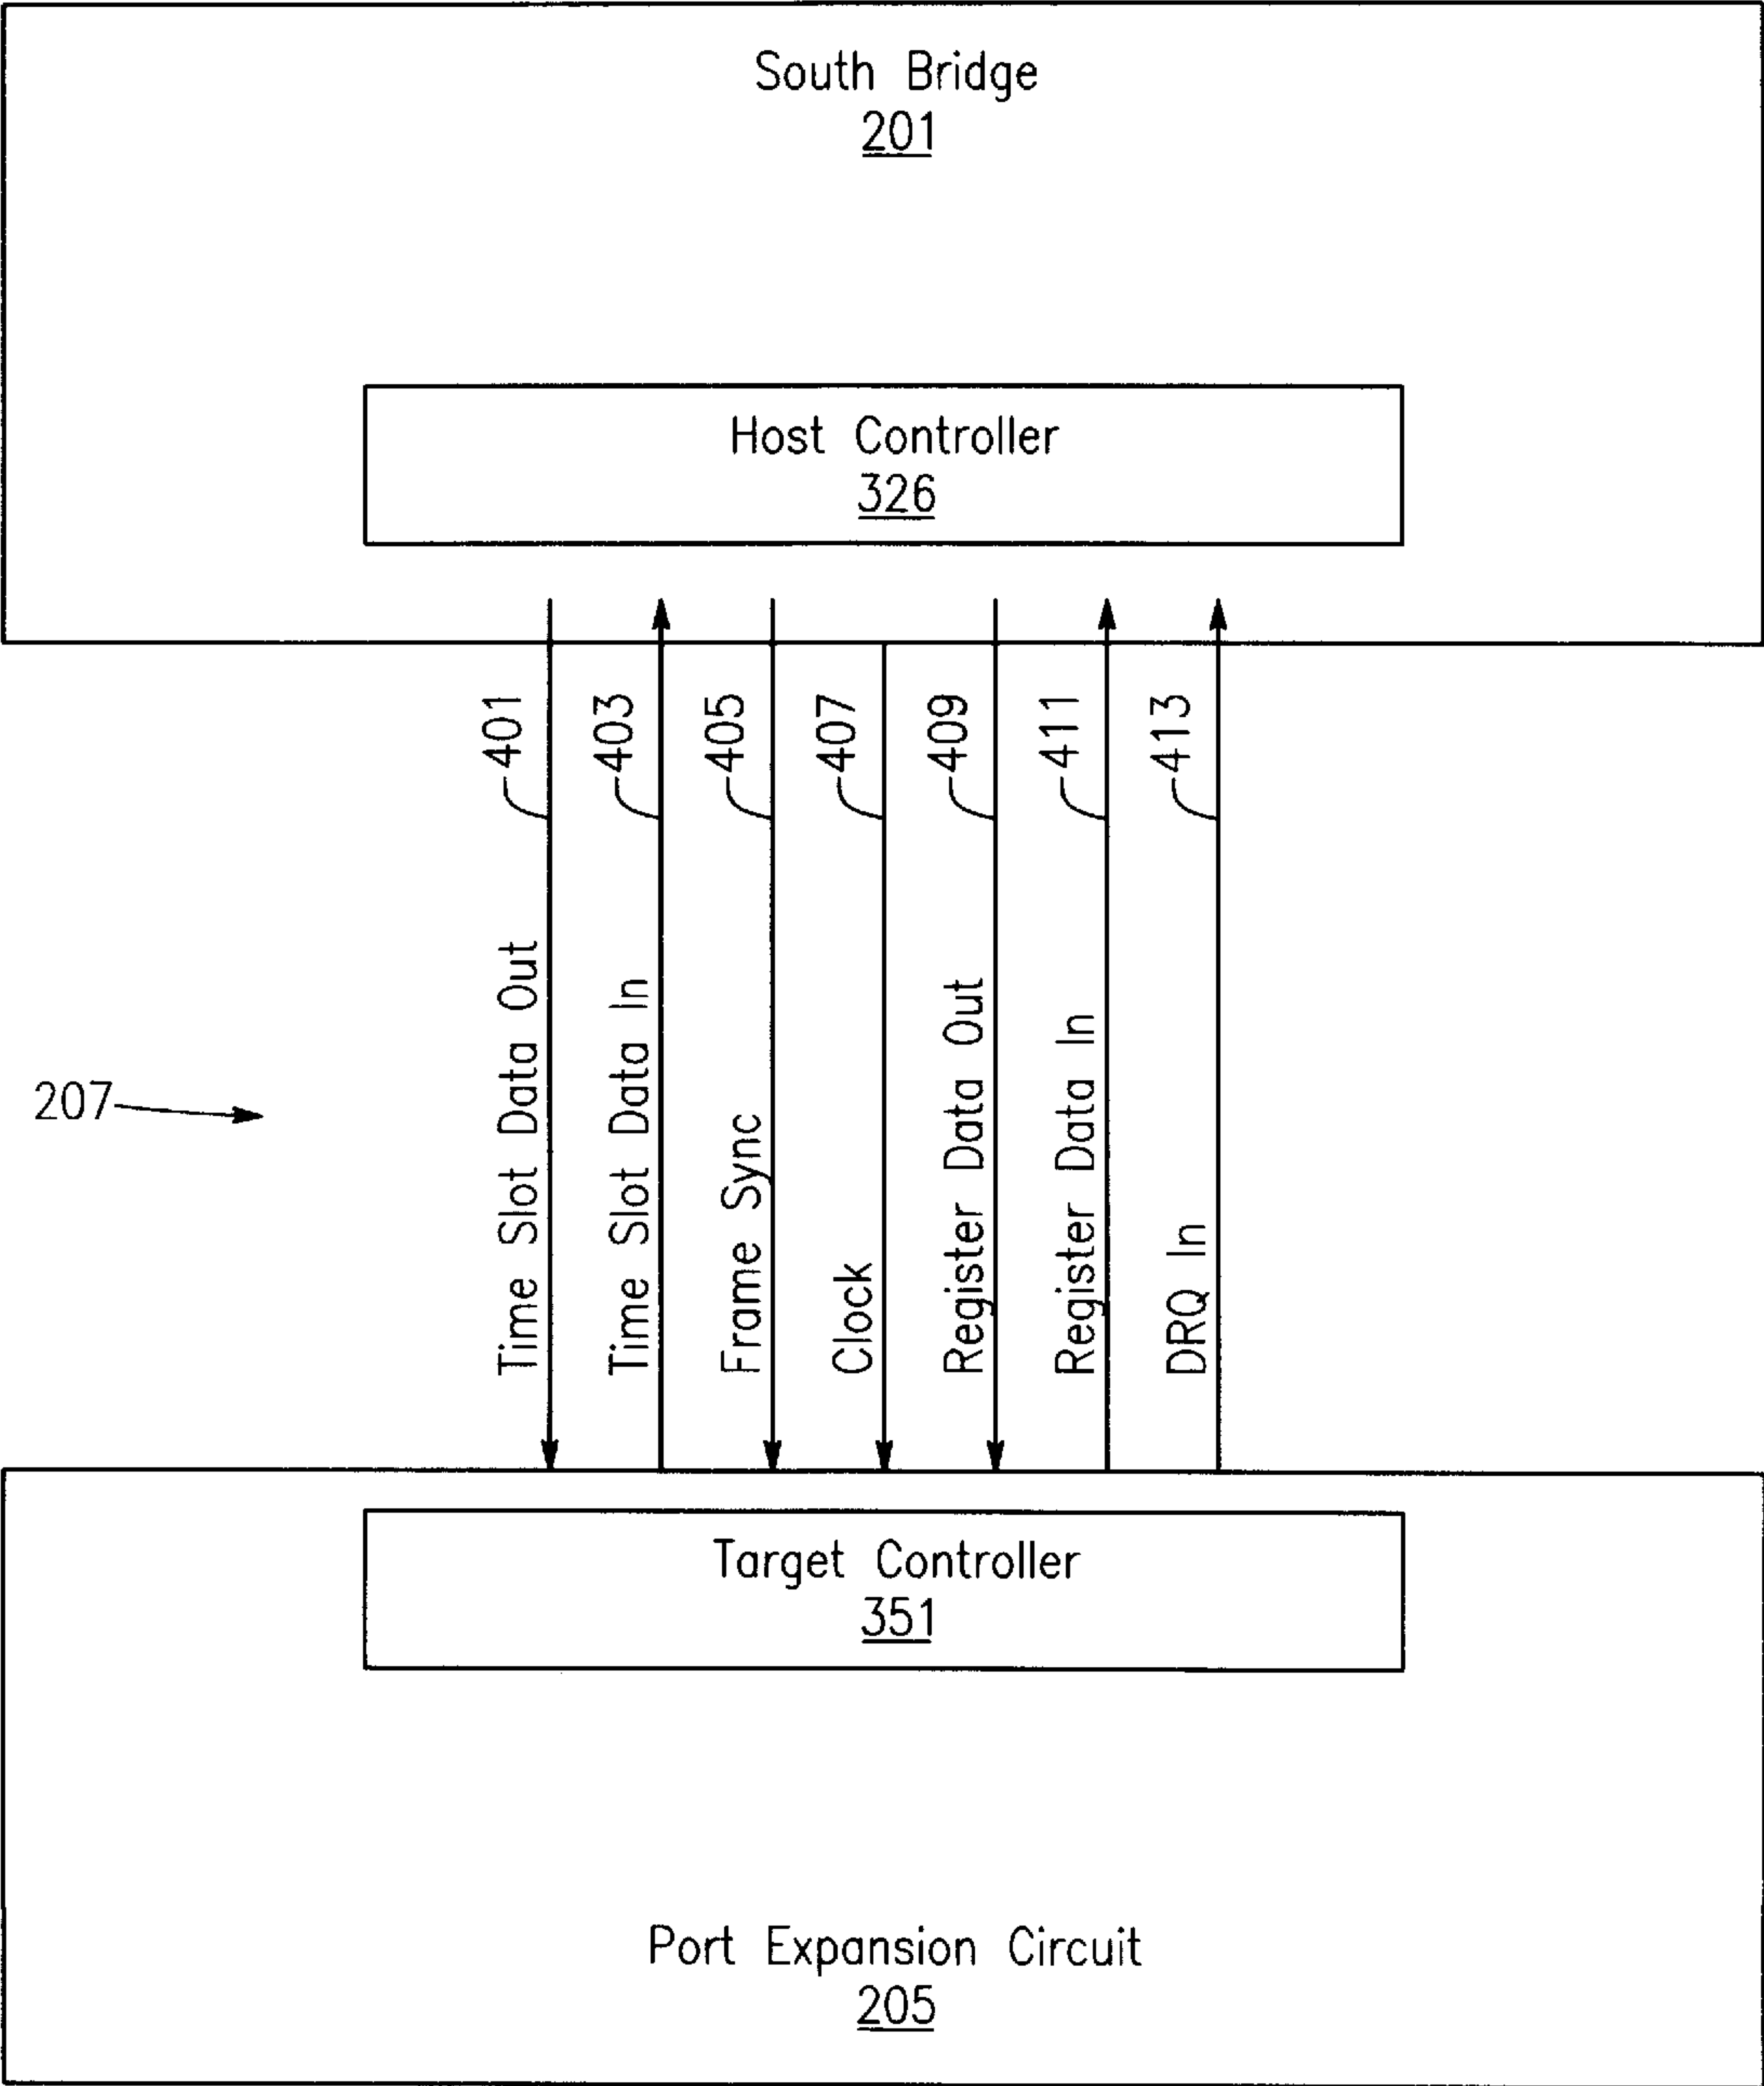 South Bridge
201
Host Controller
326
401
403
405
407
409
411
413
Time Slot Data Out
Time Slot Data In
Frame Sync
Clock
Register Data Out
Register Data In
DRQ In
207
Target Controller
351
Port Expansion Circuit
205